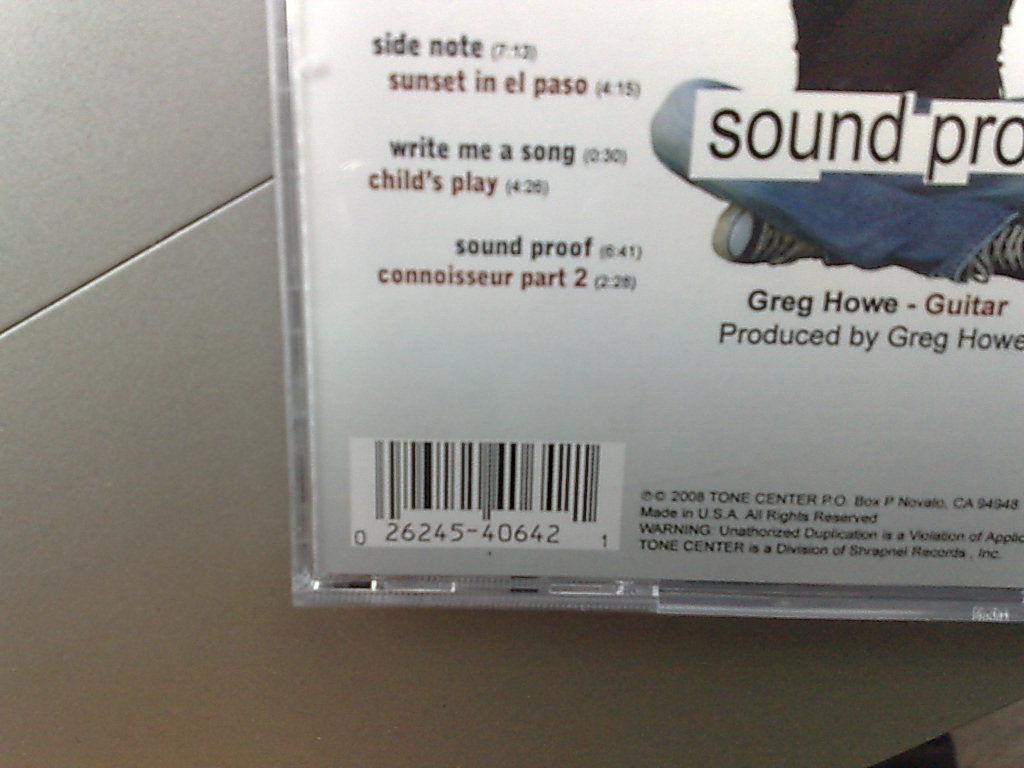 side note (7:13)
sunset in el paso (4:15)
write me a song (0:30)
child's play (4:26)
sound proof (6:41)
connoisseur part 2 (2:28)
sound pro
Greg Howe - Guitar
Produced by Greg Howe
0 26245-40642 1
℗© 2008 TONE CENTER P.O. Box P Novato, CA 94948
Made in U.S.A. All Rights Reserved
WARNING: Unathorized Duplication is a Violation of Applic
TONE CENTER is a Division of Shrapnel Records, Inc.